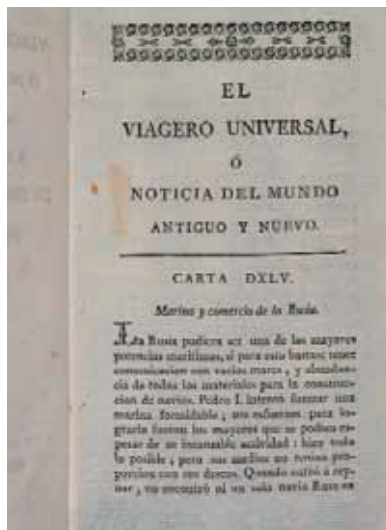 EL
VIAGERO UNIVERSAL,
Ó
NOTICIA DEL MUNDO
ANTIGUO Y NUEVO.
CARTA DXLV.
Marina y comercio de la Rusia.
La Rusia pudiera ser una de las mayores
potencias marítimas, si para esto bastase tener
comunicacion con varios mares, y abundan-
cia de todos los materiales para la construc-
cion de navios. Pedro I. intentó formar una
marina formidable; sus esfuerzos para lo-
grarla fueron los mayores que se podian es-
perar de su incansable actividad: hizo todo
lo posible, pero sus medios no tenian pro-
porcion con sus deseos. Quando entró á rey-
nar, no encontró ni un solo navio Ruso en